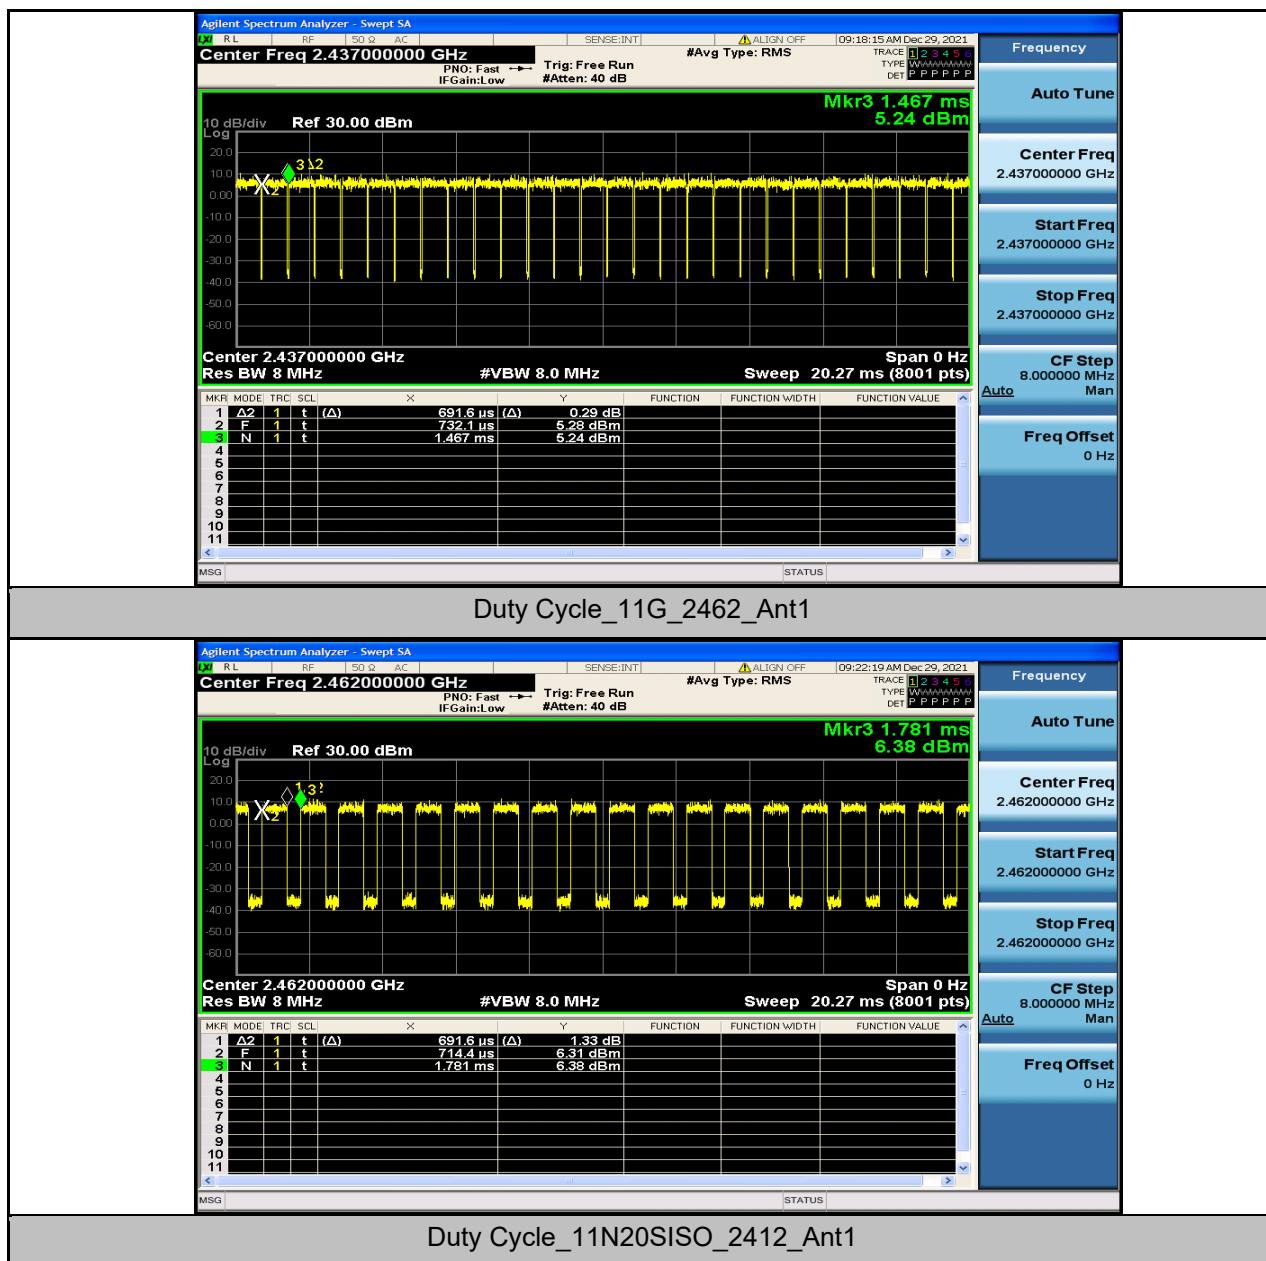 Agilent Spectrum Analyzer - Swept SA
LXI RL RF 50 Ω AC SENSE:INT ALIGN OFF 09:18:15 AM Dec 29, 2021
Center Freq 2.437000000 GHz #Avg Type: RMS TRACE 1 2 3 4 5 6
PNO: Fast Trig: Free Run TYPE W
IFGain:Low #Atten: 40 dB DET P P P P P P
Mkr3 1.467 ms
5.24 dBm
10 dB/div Ref 30.00 dBm
Log
20.0
10.0
0.00
-10.0
-20.0
-30.0
-40.0
-50.0
-60.0
3 Δ2
2
Center 2.437000000 GHz Span 0 Hz
Res BW 8 MHz #VBW 8.0 MHz Sweep 20.27 ms (8001 pts)
MKR MODE TRC SCL X Y FUNCTION FUNCTION WIDTH FUNCTION VALUE
1 Δ2 1 t (Δ) 691.6 µs (Δ) 0.29 dB
2 F 1 t 732.1 µs 5.28 dBm
3 N 1 t 1.467 ms 5.24 dBm
4
5
6
7
8
9
10
11
MSG STATUS
Frequency
Auto Tune
Center Freq
2.437000000 GHz
Start Freq
2.437000000 GHz
Stop Freq
2.437000000 GHz
CF Step
8.000000 MHz
Auto Man
Freq Offset
0 Hz
Duty Cycle_11G_2462_Ant1
Agilent Spectrum Analyzer - Swept SA
LXI RL RF 50 Ω AC SENSE:INT ALIGN OFF 09:22:19 AM Dec 29, 2021
Center Freq 2.462000000 GHz #Avg Type: RMS TRACE 1 2 3 4 5 6
PNO: Fast Trig: Free Run TYPE W
IFGain:Low #Atten: 40 dB DET P P P P P P
Mkr3 1.781 ms
6.38 dBm
10 dB/div Ref 30.00 dBm
Log
20.0
10.0
0.00
-10.0
-20.0
-30.0
-40.0
-50.0
-60.0
3
2
Center 2.462000000 GHz Span 0 Hz
Res BW 8 MHz #VBW 8.0 MHz Sweep 20.27 ms (8001 pts)
MKR MODE TRC SCL X Y FUNCTION FUNCTION WIDTH FUNCTION VALUE
1 Δ2 1 t (Δ) 691.6 µs (Δ) 1.33 dB
2 F 1 t 714.4 µs 6.31 dBm
3 N 1 t 1.781 ms 6.38 dBm
4
5
6
7
8
9
10
11
MSG STATUS
Frequency
Auto Tune
Center Freq
2.462000000 GHz
Start Freq
2.462000000 GHz
Stop Freq
2.462000000 GHz
CF Step
8.000000 MHz
Auto Man
Freq Offset
0 Hz
Duty Cycle_11N20SISO_2412_Ant1